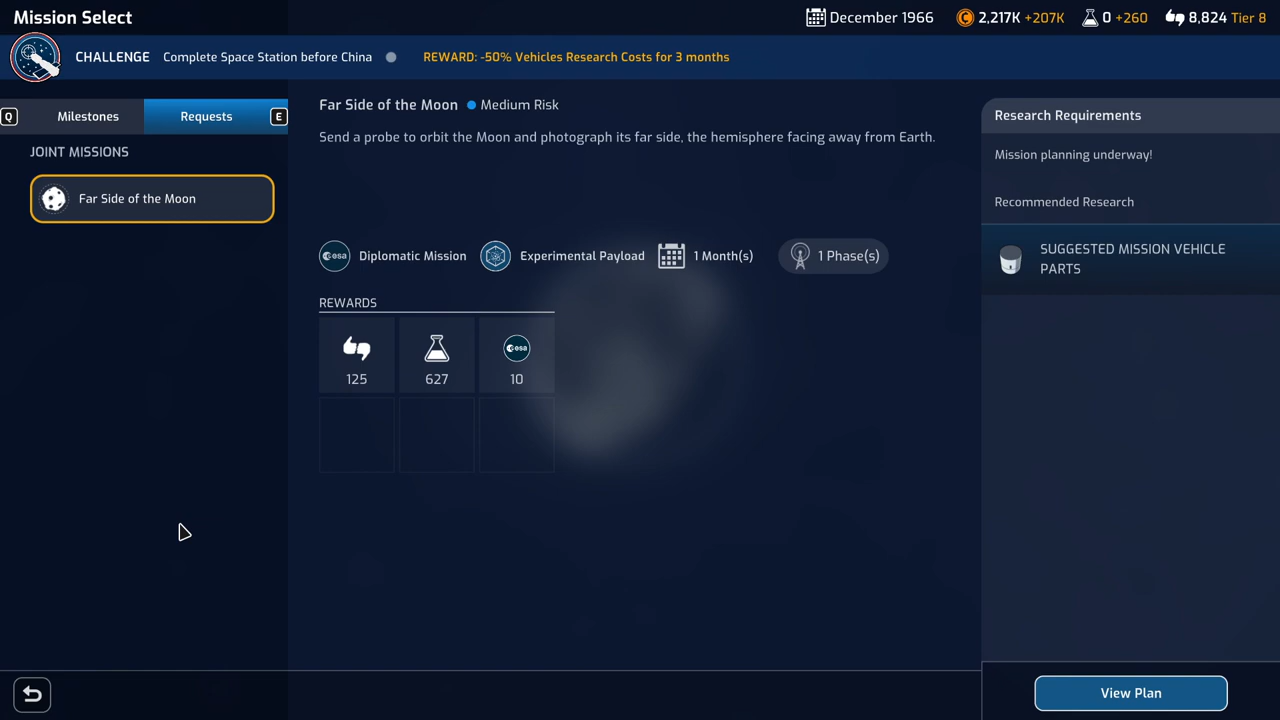 Mission Select
December 1966
2,217K +207K
0 +260
8,824 Tier 8
CHALLENGE Complete Space Station before China
REWARD: -50% Vehicles Research Costs for 3 months
Q Milestones Requests E
JOINT MISSIONS
Far Side of the Moon
Far Side of the Moon Medium Risk
Send a probe to orbit the Moon and photograph its far side, the hemisphere facing away from Earth.
esa Diplomatic Mission Experimental Payload 1 Month(s) 1 Phase(s)
REWARDS
esa
125 627 10
Research Requirements
Mission planning underway!
Recommended Research
SUGGESTED MISSION VEHICLE
PARTS
View Plan